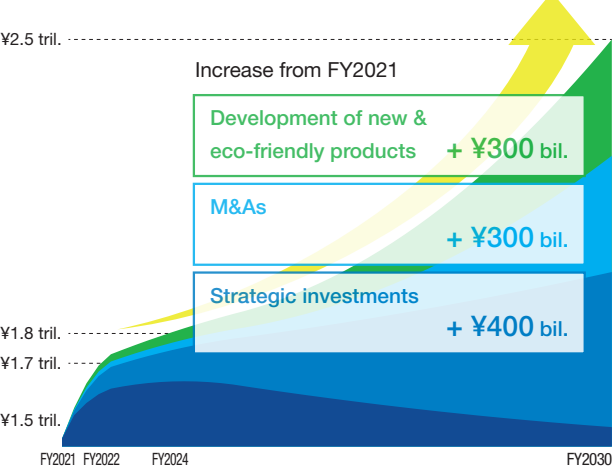 ¥2.5 tril.
Increase from FY2021
Development of new &
eco-friendly products + ¥300 bil.
M&As
+ ¥300 bil.
Strategic investments
+ ¥400 bil.
¥1.8 tril.
¥1.7 tril.
¥1.5 tril.
FY2021 FY2022 FY2024 FY2030